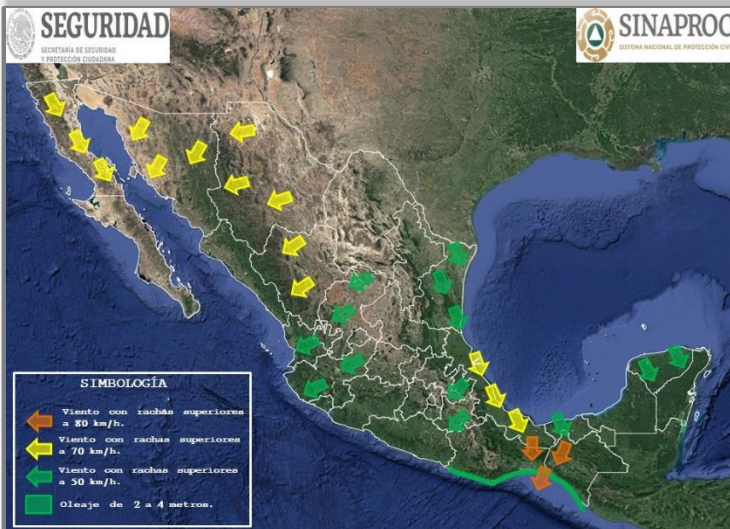 SEGURIDAD
SECRETARÍA DE SEGURIDAD
Y PROTECCIÓN CIUDADANA
SINAPROC
SISTEMA NACIONAL DE PROTECCIÓN CIVI
SIMBOLOGÍA
Viento con rachas superiores
a 80 km/h.
Viento con rachas superiores
a 70 km/h.
Viento con rachas superiores
a 50 km/h.
Oleaje de 2 a 4 metros.